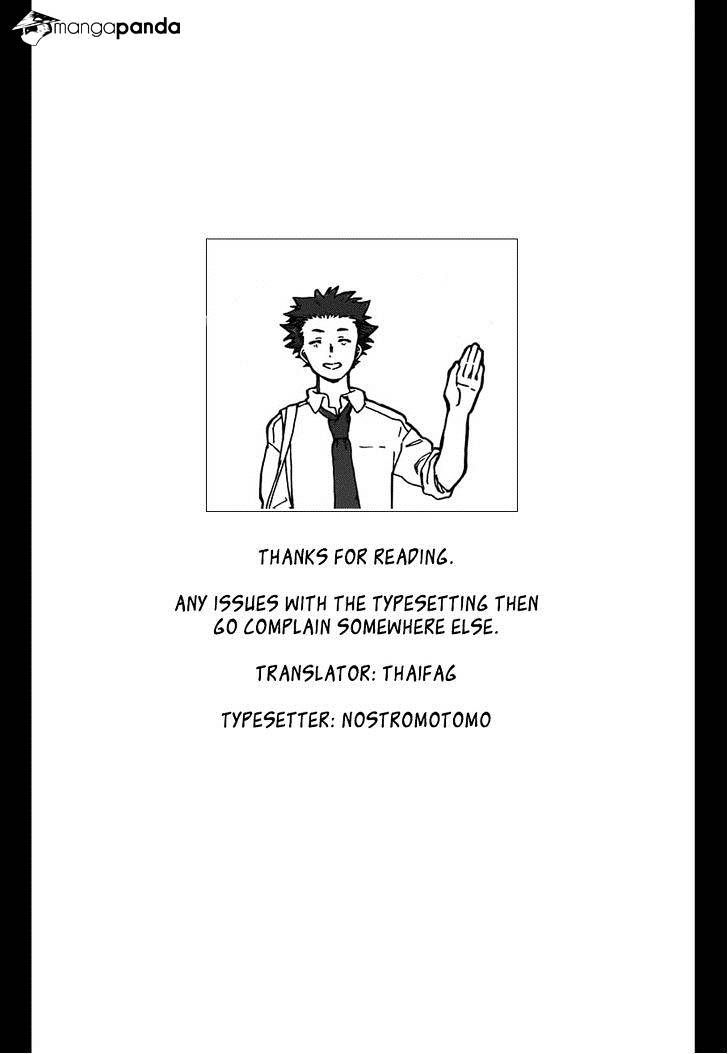 mangapanda
THANKS FOR READING.
ANY ISSUES WITH THE TYPESETTING THEN
GO COMPLAIN SOMEWHERE ELSE.
TRANSLATOR: THAIFAG
TYPESETTER: NOSTROMOTOMO